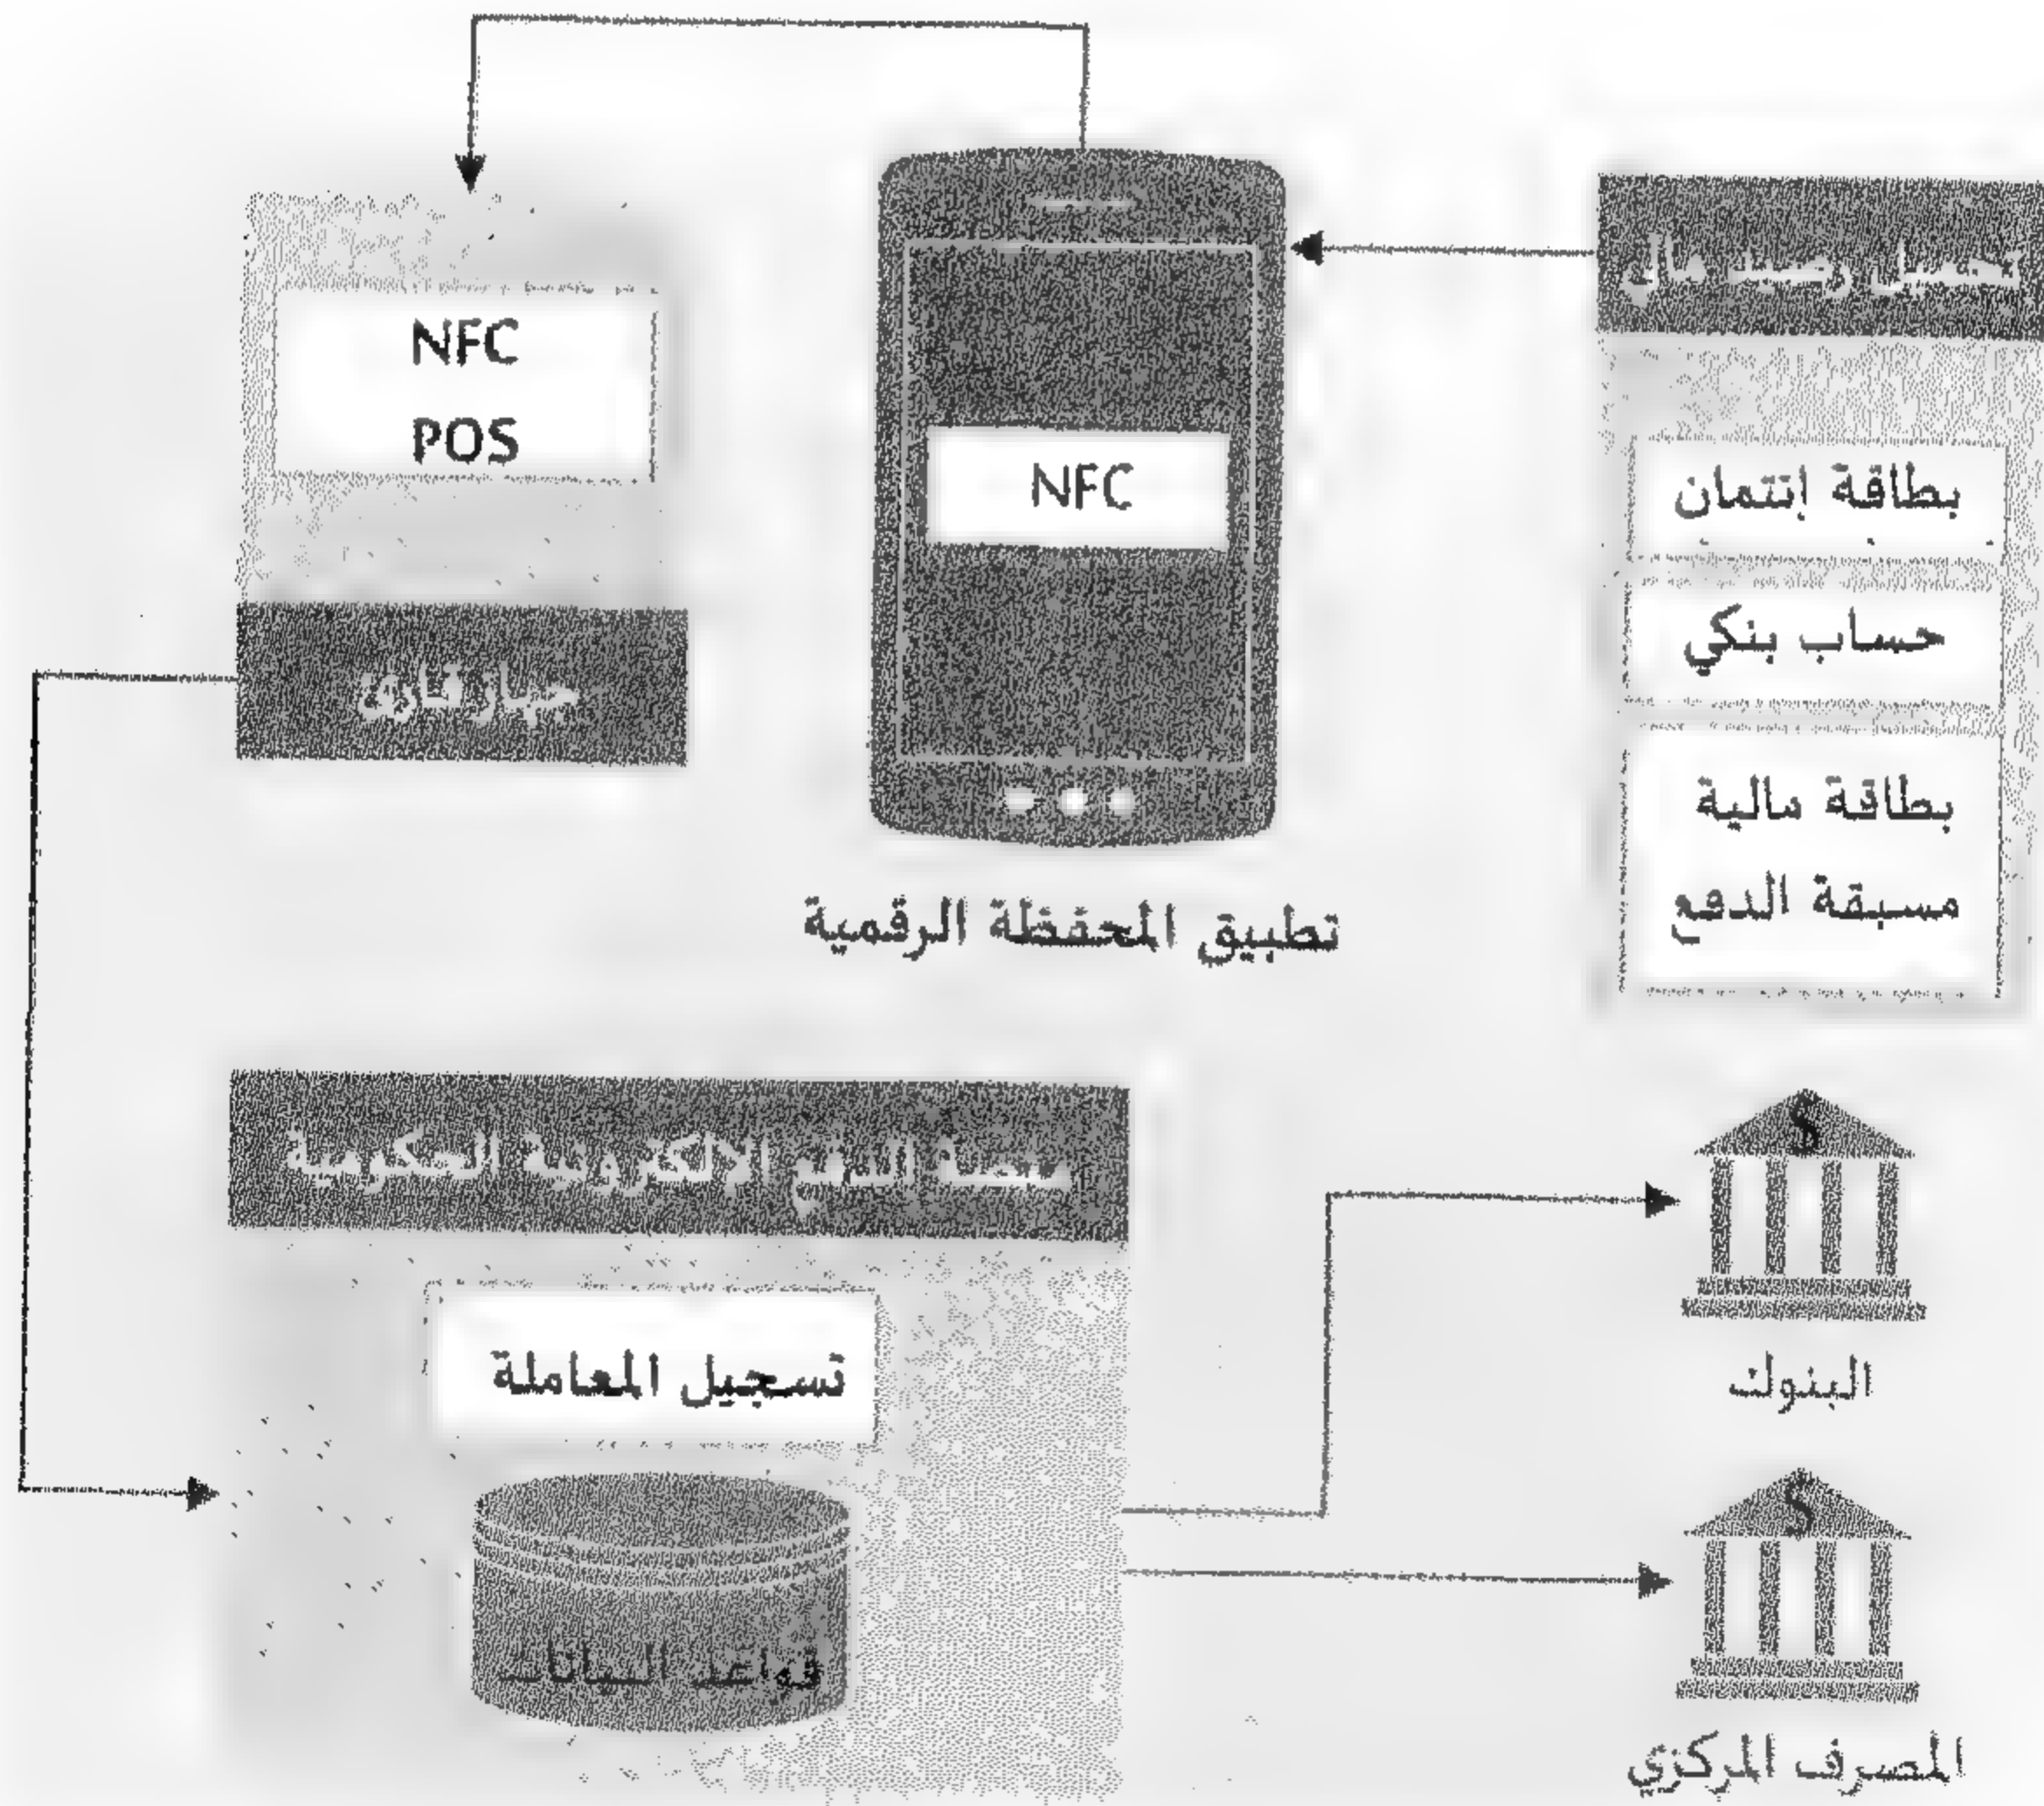 تحميل رصيد مالي
بطاقة إئتمان
حساب بنكي
بطاقة مالية
مسبقة الدفع
NFC
تطبيق المحفظة الرقمية
NFC
POS
جهاز قارئ
منصة الدفع الالكترونية الحكومية
تسجيل المعاملة
قواعد البيانات
$
البنوك
$
المصرف المركزي